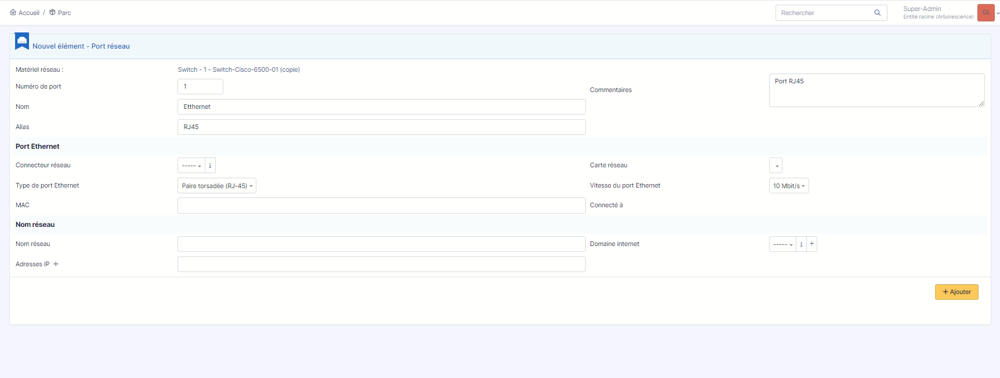 Accueil / Parc
Rechercher
Super-Admin
Entité racine (Arborescence)
GL
Nouvel élément - Port réseau
Matériel réseau :
Switch - 1 - Switch-Cisco-6500-01 (copie)
Numéro de port
1
Commentaires
Port RJ45
Nom
Etthernet
Alias
RJ45
Port Ethernet
Connecteur réseau
-----
i
Carte réseau
Type de port Ethernet
Paire torsadée (RJ-45)
Vitesse du port Ethernet
10 Mbit/s
MAC
Connecté à
Nom réseau
Nom réseau
Domaine internet
-----
i
+
Adresses IP +
+ Ajouter